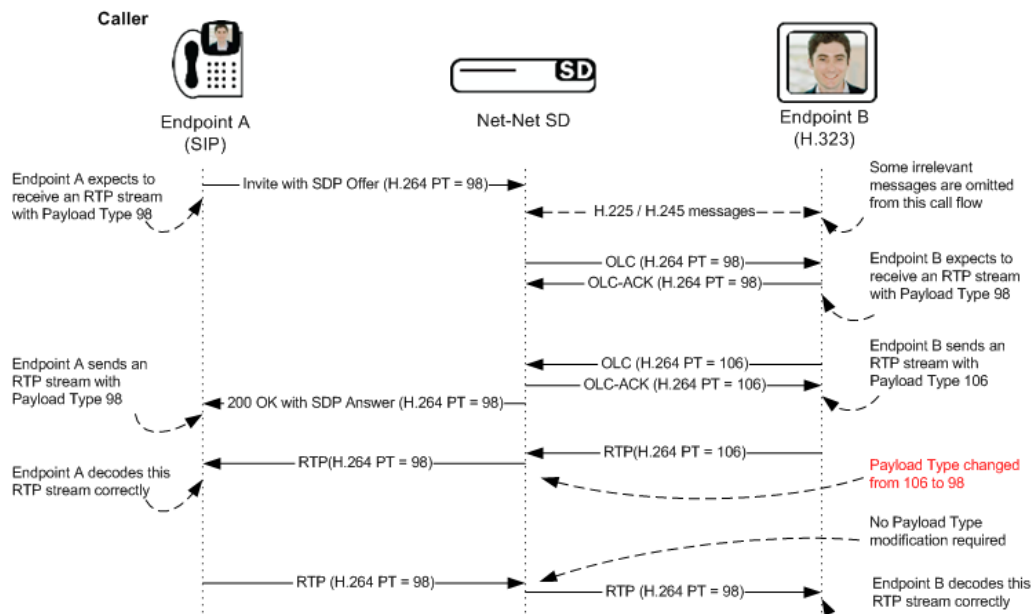 Caller
SD
Endpoint A
(SIP)
Net-Net SD
Endpoint B
(H.323)
Endpoint A expects to
receive an RTP stream
with Payload Type 98
Invite with SDP Offer (H.264 PT = 98)
Some irrelevant
messages are omitted
from this call flow
H.225 / H.245 messages
OLC (H.264 PT = 98)
OLC-ACK (H.264 PT = 98)
Endpoint B expects to
receive an RTP stream
with Payload Type 98
Endpoint A sends an
RTP stream with
Payload Type 98
OLC (H.264 PT = 106)
OLC-ACK (H.264 PT = 106)
200 OK with SDP Answer (H.264 PT = 98)
Endpoint B sends an
RTP stream with
Payload Type 106
RTP(H.264 PT = 106)
RTP(H.264 PT = 98)
Endpoint A decodes this
RTP stream correctly
Payload Type changed
from 106 to 98
No Payload Type
modification required
RTP (H.264 PT = 98)
RTP (H.264 PT = 98)
Endpoint B decodes this
RTP stream correctly